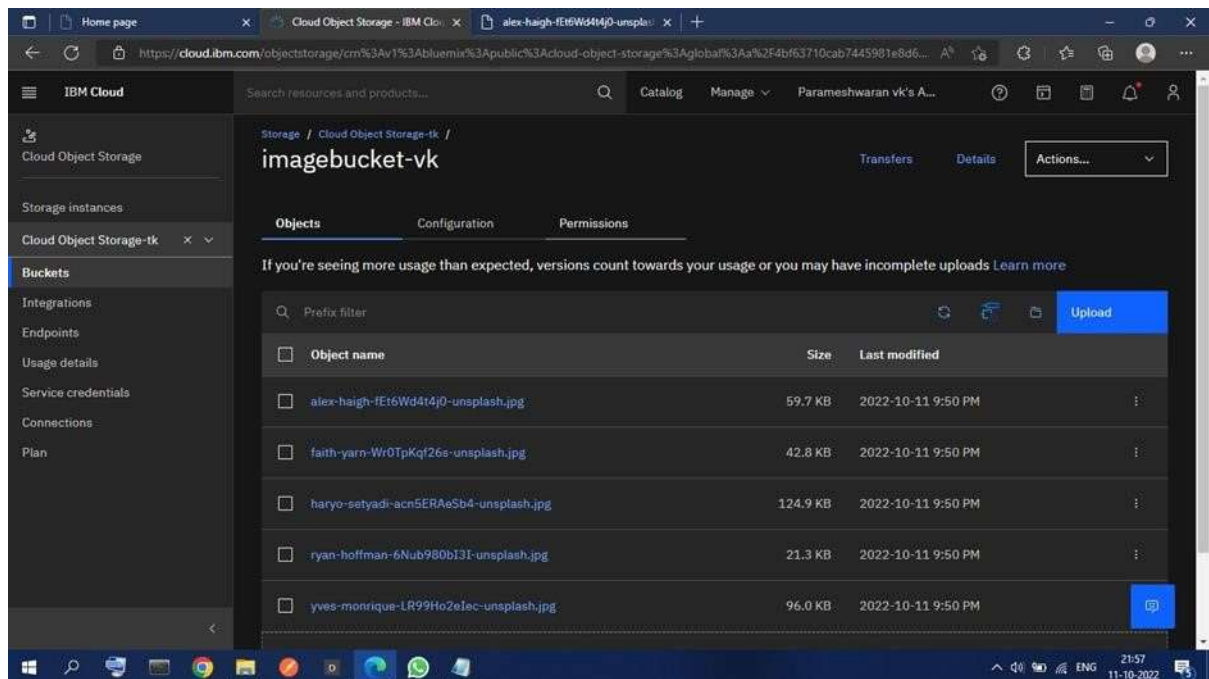 Home page
Cloud Object Storage - IBM Clou
alex-haigh-fEt6Wd4t4j0-unsplas
https://cloud.ibm.com/objectstorage/crn%3Av1%3Abluemix%3Apublic%3Acloud-object-storage%3Aglobal%3Aa%2F4bf63710cab7445981e8d6...
IBM Cloud
Search resources and products...
Catalog
Manage
Parameshwaran vk's A...
Cloud Object Storage
Storage instances
Cloud Object Storage-tk
Buckets
Integrations
Endpoints
Usage details
Service credentials
Connections
Plan
Storage / Cloud Object Storage-tk /
imagebucket-vk
Transfers
Details
Actions...
Objects
Configuration
Permissions
If you're seeing more usage than expected, versions count towards your usage or you may have incomplete uploads Learn more
Prefix filter
Upload
Object name Size Last modified
alex-haigh-fEt6Wd4t4j0-unsplash.jpg 59.7 KB 2022-10-11 9:50 PM
faith-yarn-Wr0TpKqf26s-unsplash.jpg 42.8 KB 2022-10-11 9:50 PM
haryo-setyadi-acn5ERAeSb4-unsplash.jpg 124.9 KB 2022-10-11 9:50 PM
ryan-hoffman-6Nub980bI3I-unsplash.jpg 21.3 KB 2022-10-11 9:50 PM
yves-monrique-LR99Ho2eIec-unsplash.jpg 96.0 KB 2022-10-11 9:50 PM
ENG
21:57
11-10-2022